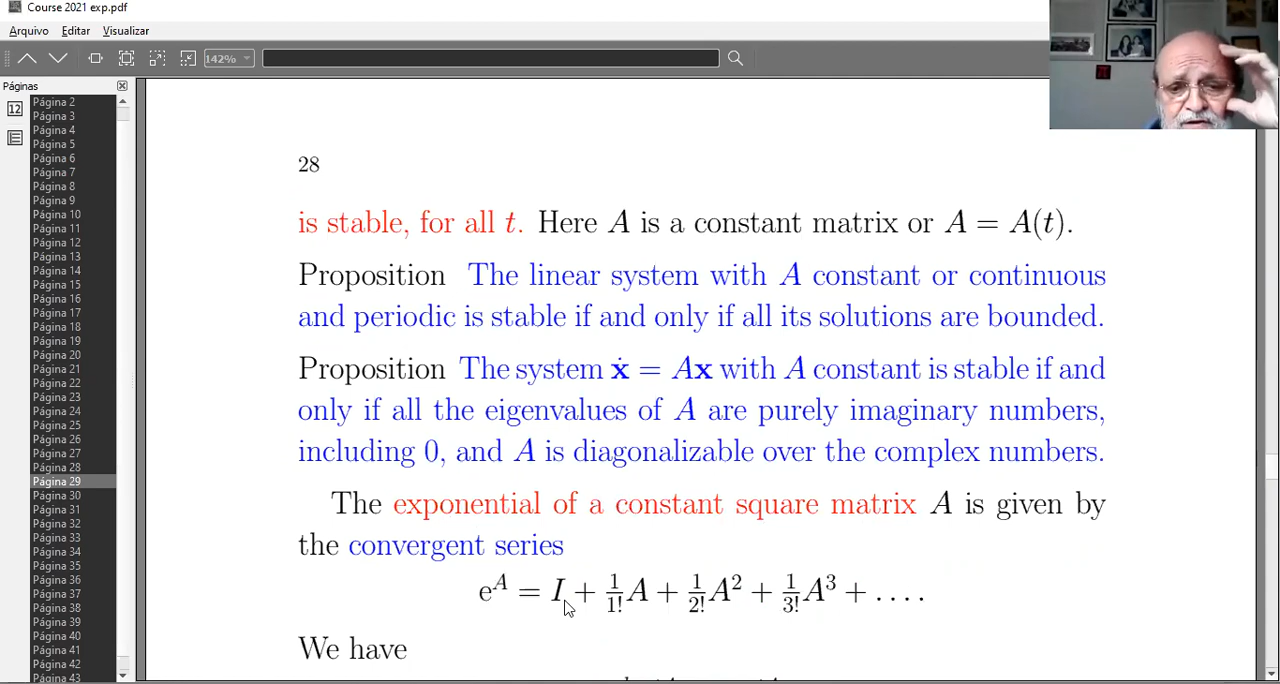 Course 2021 exp.pdf
Arquivo Editar Visualizar
142%
Páginas
12
Página 2
Página 3
Página 4
Página 5
Página 6
Página 7
Página 8
Página 9
Página 10
Página 11
Página 12
Página 13
Página 14
Página 15
Página 16
Página 17
Página 18
Página 19
Página 20
Página 21
Página 22
Página 23
Página 24
Página 25
Página 26
Página 27
Página 28
Página 29
Página 30
Página 31
Página 32
Página 33
Página 34
Página 35
Página 36
Página 37
Página 38
Página 39
Página 40
Página 41
Página 42
Página 43
28
is stable, for all t. Here A is a constant matrix or A = A(t).
Proposition The linear system with A constant or continuous
and periodic is stable if and only if all its solutions are bounded.
Proposition The system ẋ = Ax with A constant is stable if and
only if all the eigenvalues of A are purely imaginary numbers,
including 0, and A is diagonalizable over the complex numbers.
The exponential of a constant square matrix A is given by
the convergent series
e^A = I + 1/1! A + 1/2! A² + 1/3! A³ + . . . .
We have